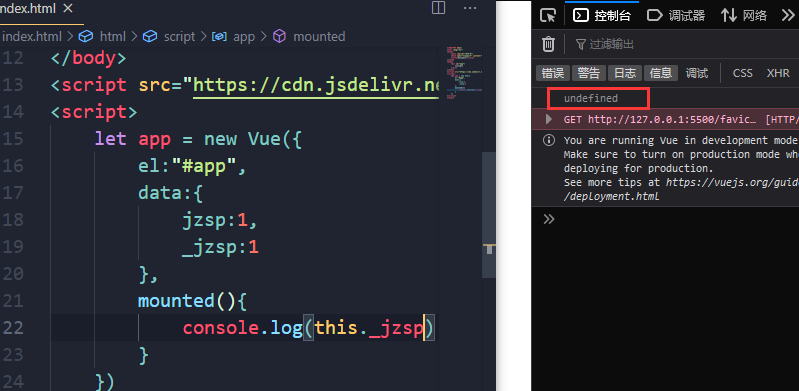 index.html ×
index.html > html > script > app > mounted
12 </body>
13 <script src="https://cdn.jsdelivr.ne
14 <script>
15 let app = new Vue({
16 el:"#app",
17 data:{
18 jzsp:1,
19 _jzsp:1
20 },
21 mounted(){
22 console.log(this._jzsp)
23 }
24 })
控制台 调试器 网络
过滤输出
错误 警告 日志 信息 调试 CSS XHR
undefined
GET http://127.0.0.1:5500/favic… [HTTP/
You are running Vue in development mode
Make sure to turn on production mode whe
deploying for production.
See more tips at https://vuejs.org/guid
/deployment.html